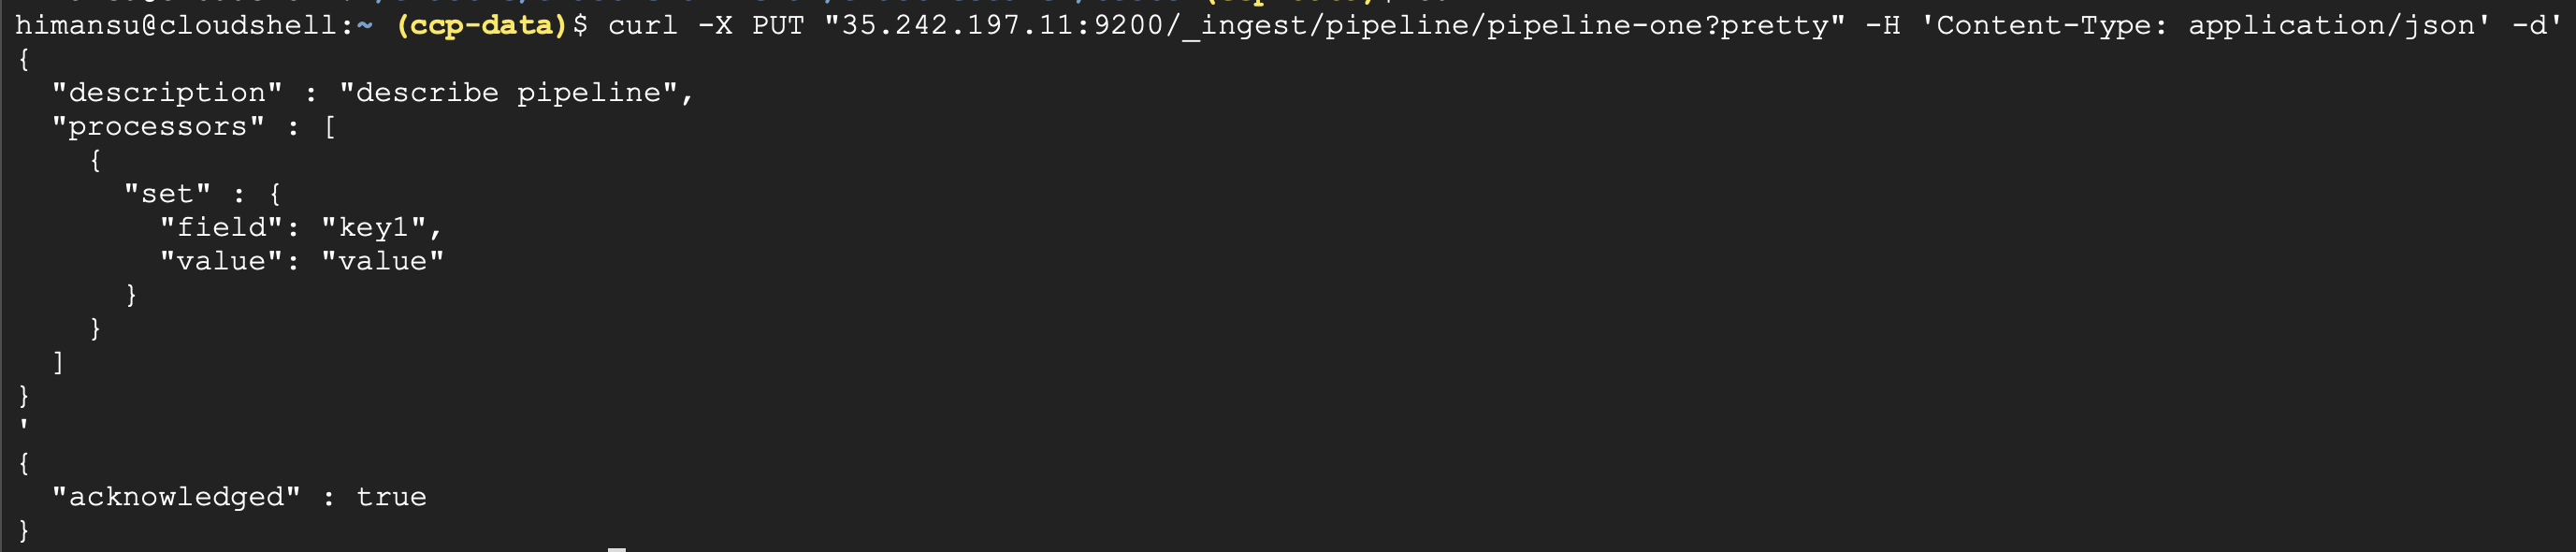 himansu@cloudshell:~ (ccp-data)$ curl -X PUT "35.242.197.11:9200/_ingest/pipeline/pipeline-one?pretty" -H 'Content-Type: application/json' -d'
{
  "description" : "describe pipeline",
  "processors" : [
    {
      "set" : {
        "field": "key1",
        "value": "value"
      }
    }
  ]
}
'
{
  "acknowledged" : true
}